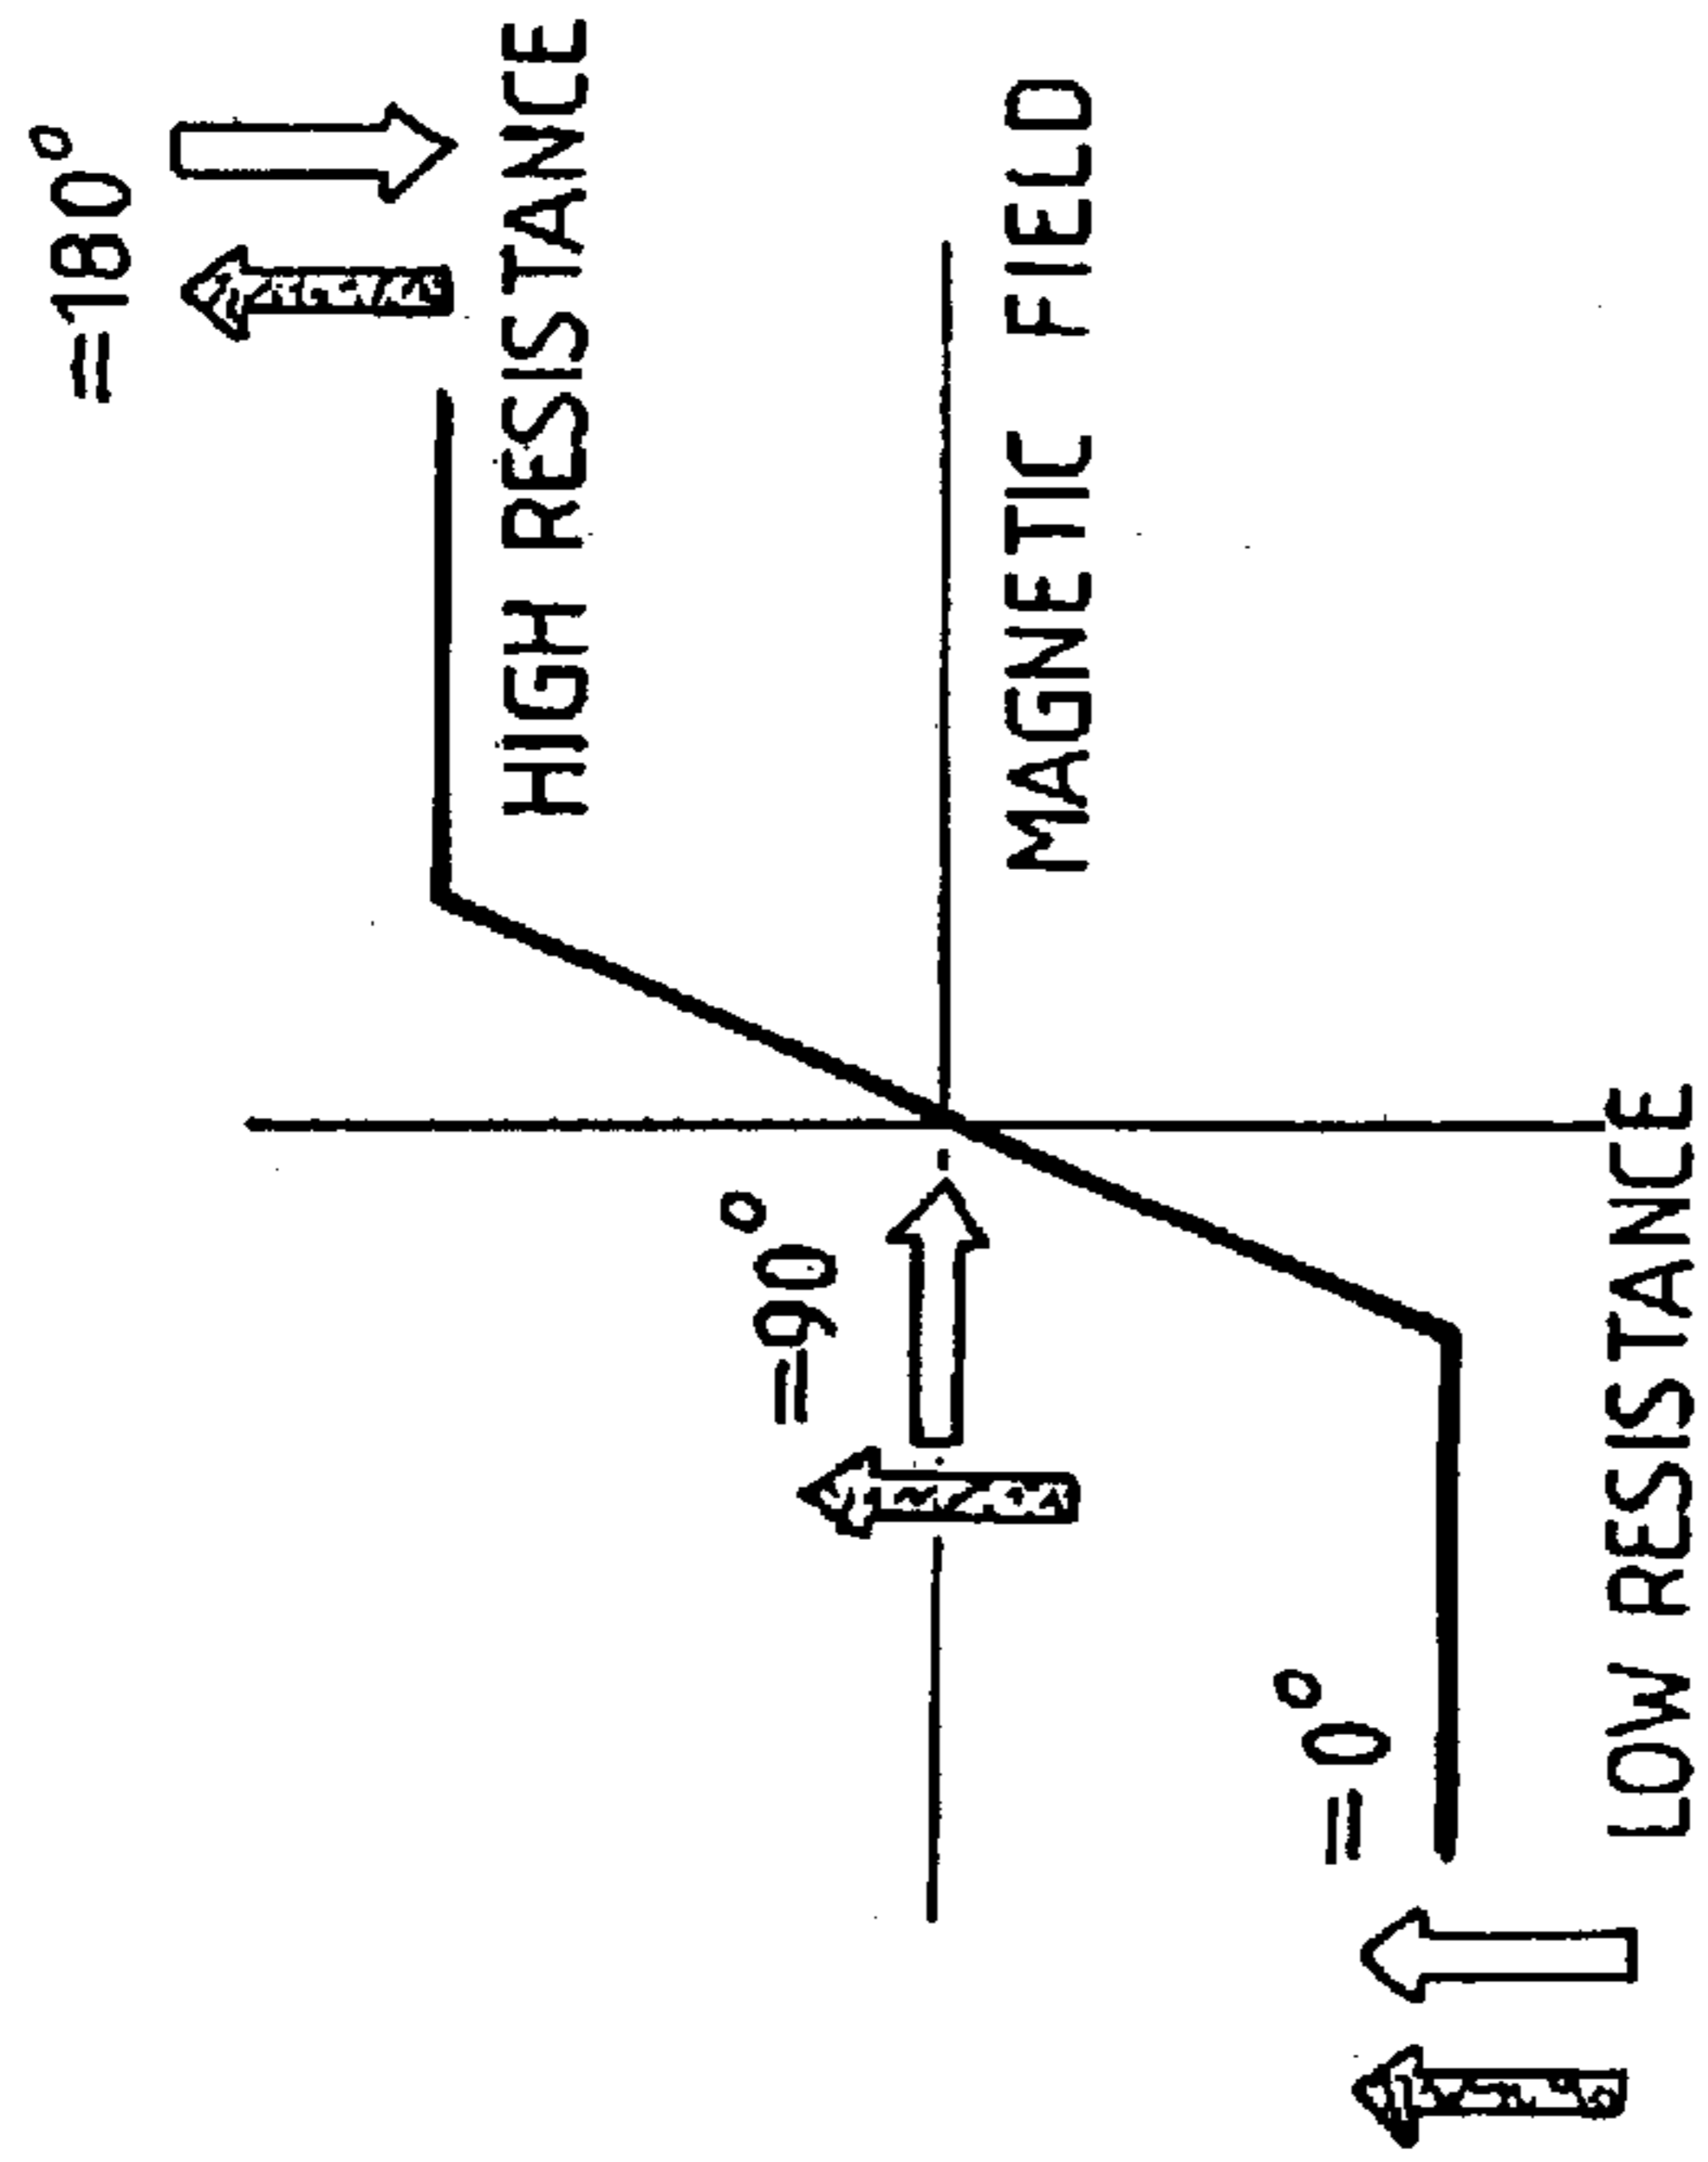 =180°
HIGH RESISTANCE
=90°
MAGNETIC FIELD
=0°
LOW RESISTANCE